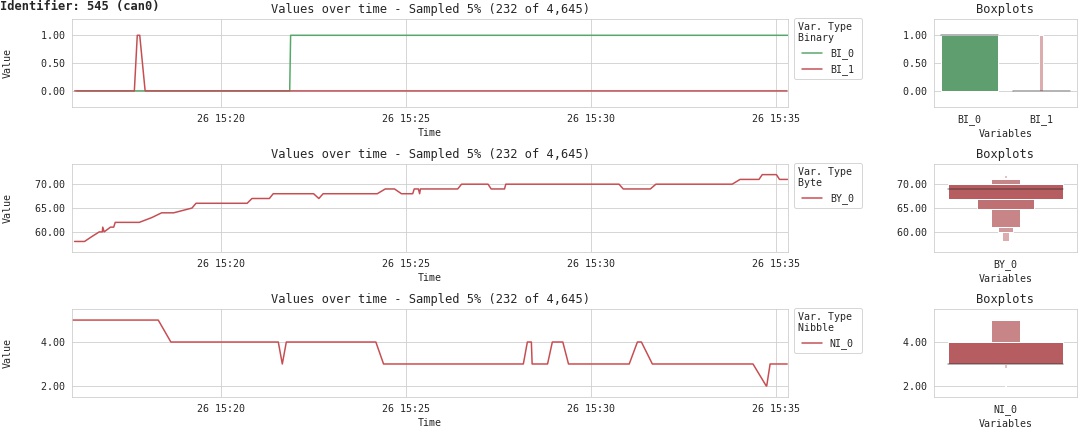 Identifier: 545 (can0)
Values over time - Sampled 5% (232 of 4,645)
Boxplots
Value
1.00
0.50
0.00
26 15:20
26 15:25
26 15:30
26 15:35
Time
Var. Type
Binary
BI_0
BI_1
1.00
0.50
0.00
BI_0
BI_1
Variables
Values over time - Sampled 5% (232 of 4,645)
Boxplots
Value
70.00
65.00
60.00
26 15:20
26 15:25
26 15:30
26 15:35
Time
Var. Type
Byte
BY_0
70.00
65.00
60.00
BY_0
Variables
Values over time - Sampled 5% (232 of 4,645)
Boxplots
Value
4.00
2.00
26 15:20
26 15:25
26 15:30
26 15:35
Time
Var. Type
Nibble
NI_0
4.00
2.00
NI_0
Variables